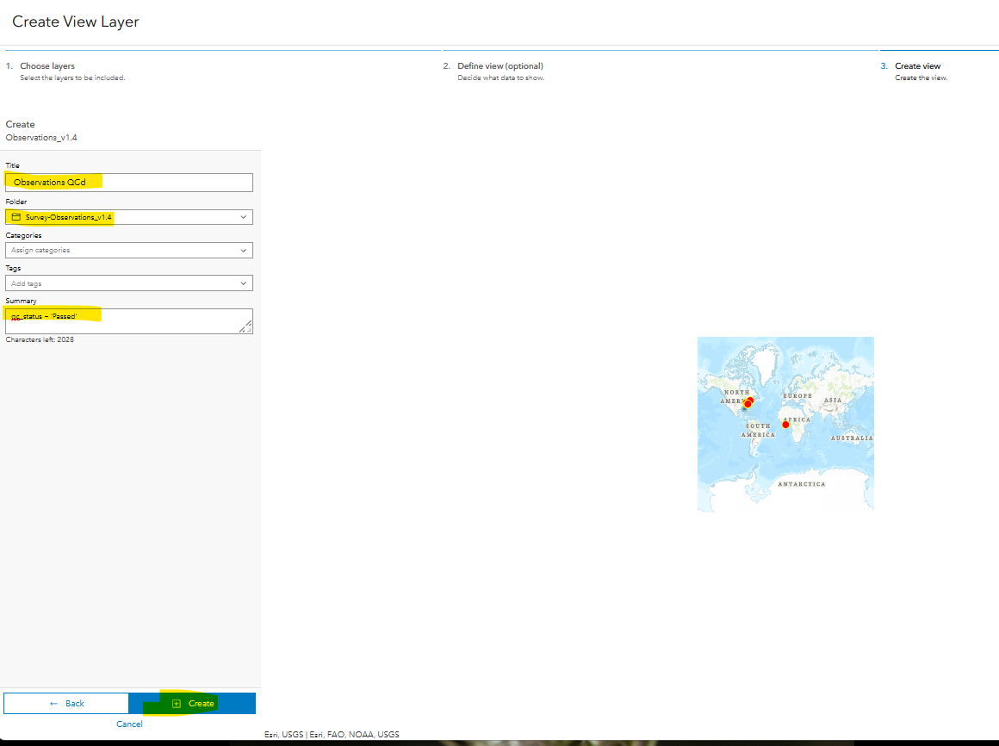 Create View Layer
1. Choose layers
Select the layers to be included.
2. Define view (optional)
Decide what data to show.
3. Create view
Create the view.
Create
Observations_v1.4
Title
Observations QCd
Folder
Survey-Observations_v1.4
Categories
Assign categories
Tags
Add tags
Summary
qc_status = 'Passed'
Characters left: 2028
NORTH
AMERICA
EUROPE
ASIA
AFRICA
SOUTH
AMERICA
AUSTRALIA
ANTARCTICA
← Back
Create
Cancel
Esri, USGS | Esri, FAO, NOAA, USGS